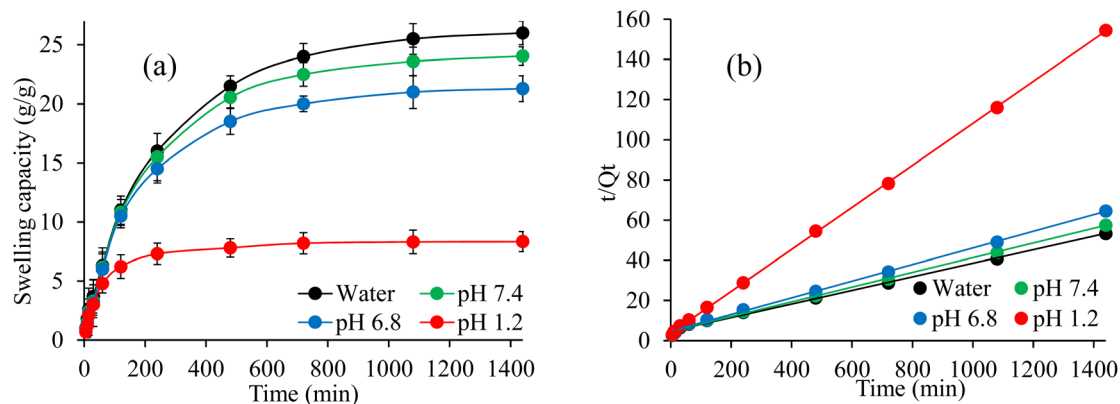 (a)
Swelling capacity (g/g)
25
20
15
10
5
0
0 200 400 600 800 1000 1200 1400
Time (min)
Water
pH 7.4
pH 6.8
pH 1.2
(b)
t/Qt
160
140
120
100
80
60
40
20
0
0 200 400 600 800 1000 1200 1400
Time (min)
Water
pH 7.4
pH 6.8
pH 1.2